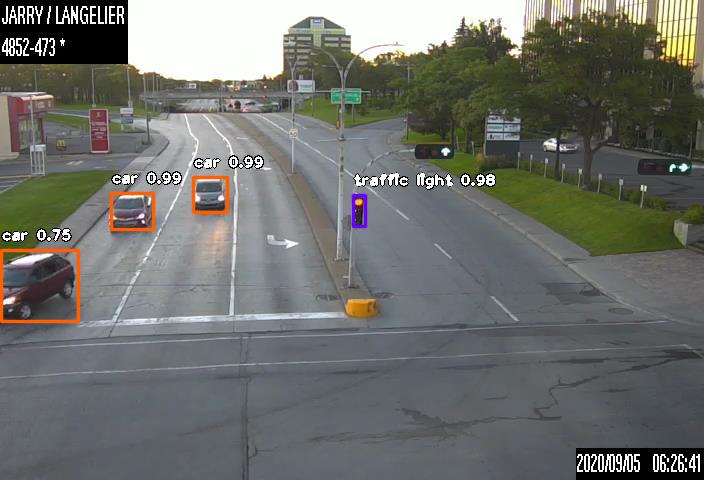 JARRY / LANGELIER
4852-473 *
car 0.99
car 0.99
traffic light 0.98
car 0.75
2020/09/05 06:26:41